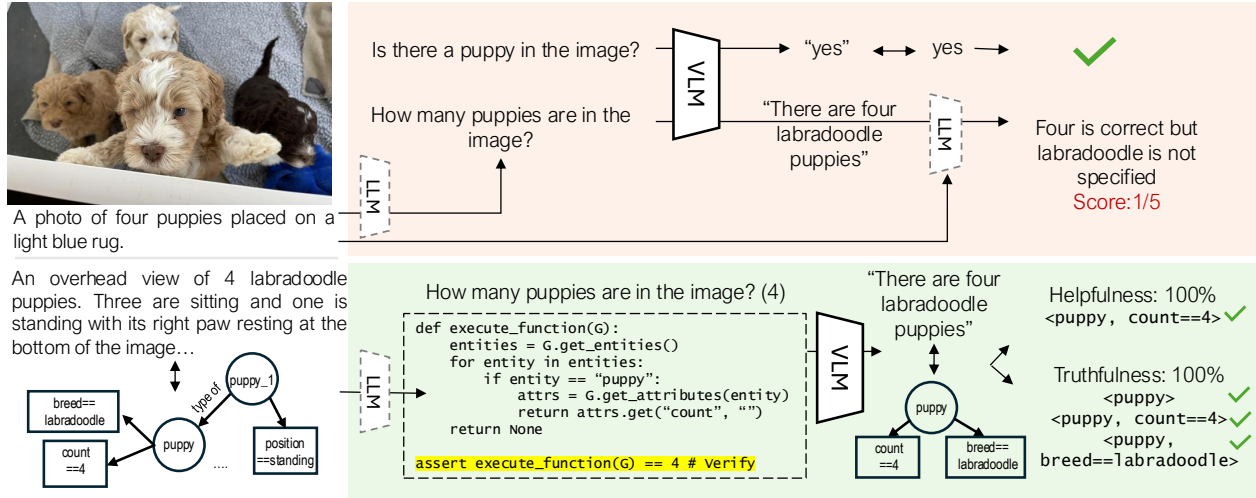 Is there a puppy in the image?
VLM
“yes”
yes
How many puppies are in the
image?
“There are four
labradoodle
puppies”
LLM
Four is correct but
labradoodle is not
specified
Score:1/5
LLM
A photo of four puppies placed on a
light blue rug.
An overhead view of 4 labradoodle
puppies. Three are sitting and one is
standing with its right paw resting at the
bottom of the image…
breed==
labradoodle
count
==4
puppy
type of
puppy_1
position
==standing
....
LLM
How many puppies are in the image? (4)
def execute_function(G):
    entities = G.get_entities()
    for entity in entities:
        if entity == “puppy”:
            attrs = G.get_attributes(entity)
            return attrs.get(“count”, “”)
    return None
assert execute_function(G) == 4 # Verify
VLM
“There are four
labradoodle
puppies”
puppy
count
==4
breed==
labradoodle
Helpfulness: 100%
<puppy, count==4>
Truthfulness: 100%
<puppy>
<puppy, count==4>
<puppy,
breed==labradoodle>